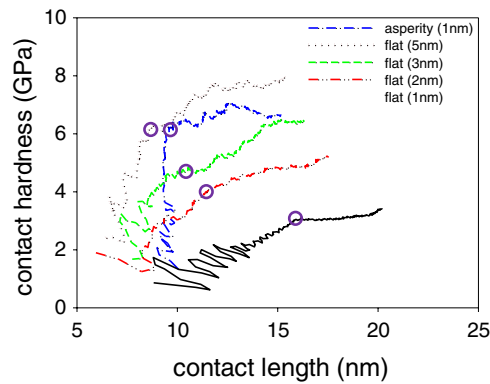 10
8
6
4
2
0
contact hardness (GPa)
asperity (1nm)
flat (5nm)
flat (3nm)
flat (2nm)
flat (1nm)
5 10 15 20 25
contact length (nm)